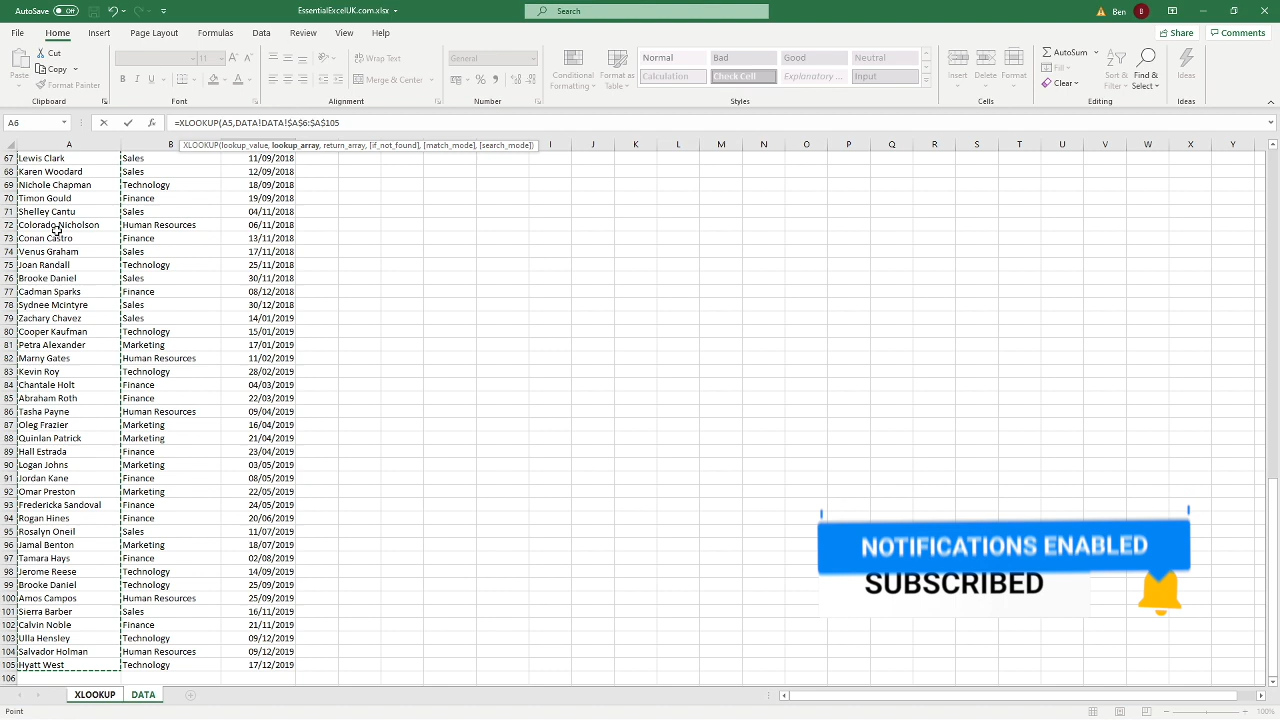 AutoSave Off EssentialExcelUK.com.xlsx Search Ben B
File Home Insert Page Layout Formulas Data Review View Help Share Comments
Paste Cut Copy Format Painter 11 A A B I U Merge & Center General % Conditional Formatting Format as Table Normal Bad Good Neutral Calculation Check Cell Explanatory ... Input Insert Delete Format AutoSum Fill Clear Sort & Filter Find & Select Ideas
Clipboard Font Alignment Number Styles Cells Editing Ideas
A6 fx =XLOOKUP(A5,DATA!DATA!$A$6:$A$105
XLOOKUP(lookup_value, lookup_array, return_array, [if_not_found], [match_mode], [search_mode])
A B I J K L M N O P Q R S T U V W X Y
67 Lewis Clark Sales 11/09/2018
68 Karen Woodard Sales 12/09/2018
69 Nichole Chapman Technology 18/09/2018
70 Timon Gould Finance 19/09/2018
71 Shelley Cantu Sales 04/11/2018
72 Colorado Nicholson Human Resources 06/11/2018
73 Conan Castro Finance 13/11/2018
74 Venus Graham Sales 17/11/2018
75 Joan Randall Technology 25/11/2018
76 Brooke Daniel Sales 30/11/2018
77 Cadman Sparks Finance 08/12/2018
78 Sydnee Mcintyre Sales 30/12/2018
79 Zachary Chavez Sales 14/01/2019
80 Cooper Kaufman Technology 15/01/2019
81 Petra Alexander Marketing 17/01/2019
82 Marny Gates Human Resources 11/02/2019
83 Kevin Roy Technology 28/02/2019
84 Chantale Holt Finance 04/03/2019
85 Abraham Roth Finance 22/03/2019
86 Tasha Payne Human Resources 09/04/2019
87 Oleg Frazier Marketing 16/04/2019
88 Quinlan Patrick Marketing 21/04/2019
89 Hall Estrada Finance 23/04/2019
90 Logan Johns Marketing 03/05/2019
91 Jordan Kane Finance 08/05/2019
92 Omar Preston Marketing 22/05/2019
93 Fredericka Sandoval Finance 24/05/2019
94 Rogan Hines Finance 20/06/2019
95 Rosalyn Oneil Sales 11/07/2019
96 Jamal Benton Marketing 18/07/2019
97 Tamara Hays Finance 02/08/2019
98 Jerome Reese Technology 14/09/2019
99 Brooke Daniel Technology 25/09/2019
100 Amos Campos Human Resources 25/09/2019
101 Sierra Barber Sales 16/11/2019
102 Calvin Noble Finance 21/11/2019
103 Ulla Hensley Technology 09/12/2019
104 Salvador Holman Human Resources 09/12/2019
105 Hyatt West Technology 17/12/2019
106
NOTIFICATIONS ENABLED
SUBSCRIBED
XLOOKUP DATA
Point 100%